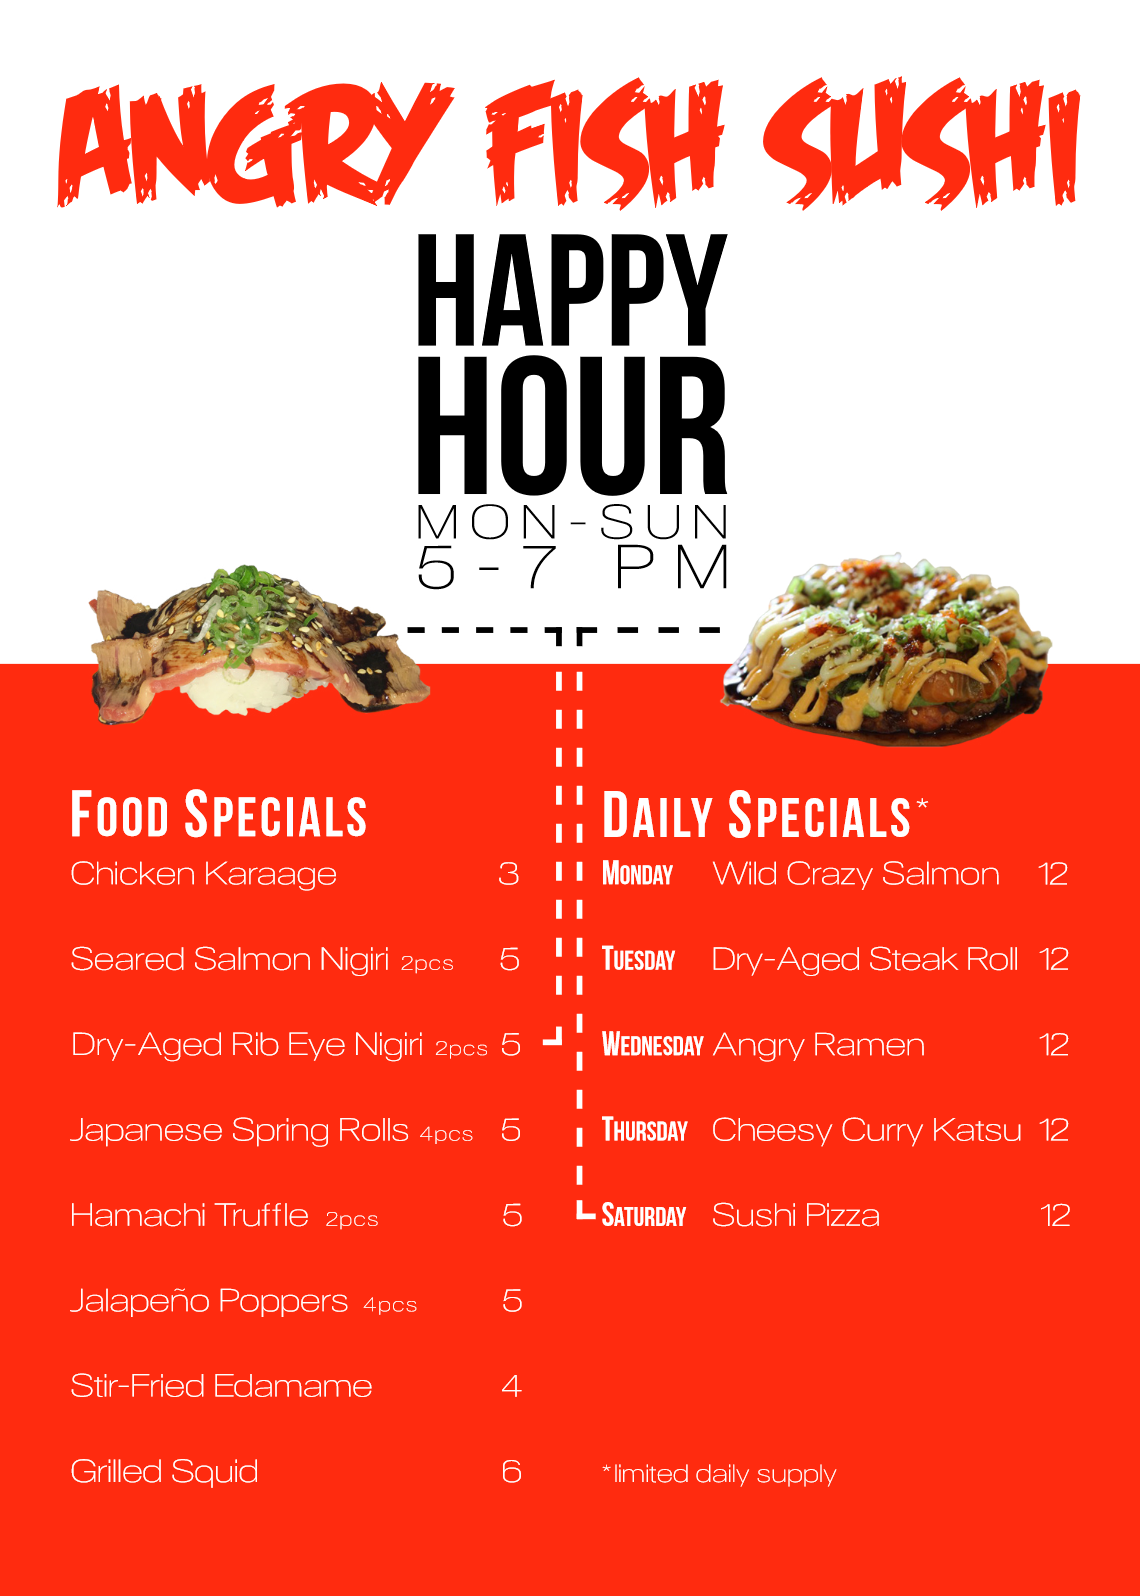 ANGRY FISH SUSHI
HAPPY
HOUR
MON-SUN
5-7 PM
FOOD SPECIALS
Chicken Karaage 3
Seared Salmon Nigiri 2pcs 5
Dry-Aged Rib Eye Nigiri 2pcs 5
Japanese Spring Rolls 4pcs 5
Hamachi Truffle 2pcs 5
Jalapeño Poppers 4pcs 5
Stir-Fried Edamame 4
Grilled Squid 6
DAILY SPECIALS*
MONDAY Wild Crazy Salmon 12
TUESDAY Dry-Aged Steak Roll 12
WEDNESDAY Angry Ramen 12
THURSDAY Cheesy Curry Katsu 12
SATURDAY Sushi Pizza 12
*limited daily supply